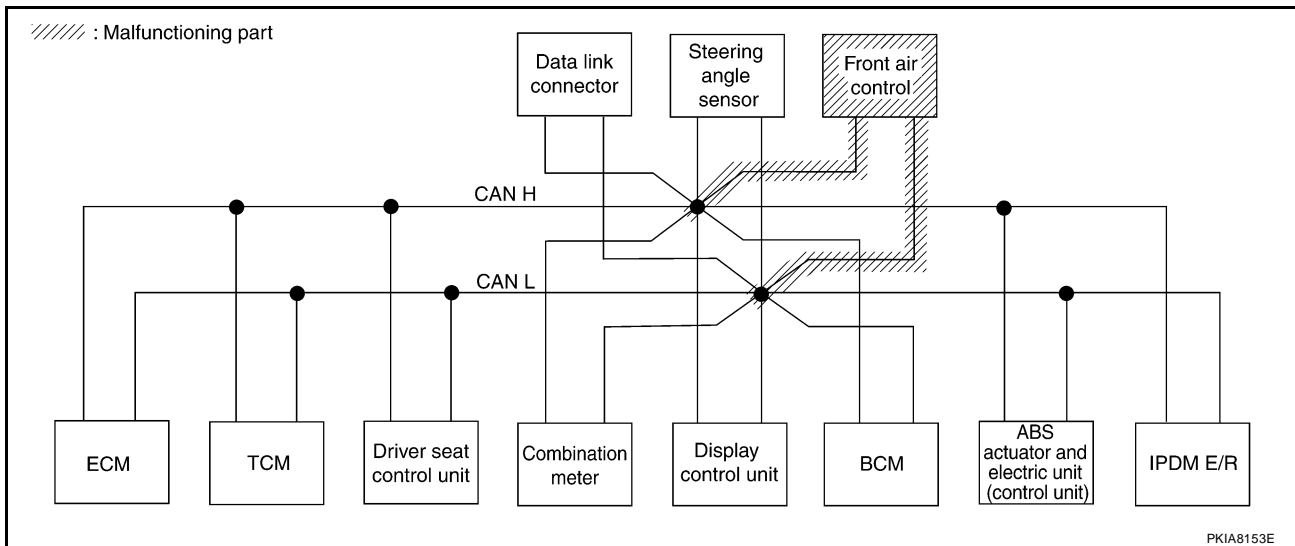 : Malfunctioning part
Data link
connector
Steering
angle
sensor
Front air
control
CAN H
CAN L
ECM
TCM
Driver seat
control unit
Combination
meter
Display
control unit
BCM
ABS
actuator and
electric unit
(control unit)
IPDM E/R
PKIA8153E